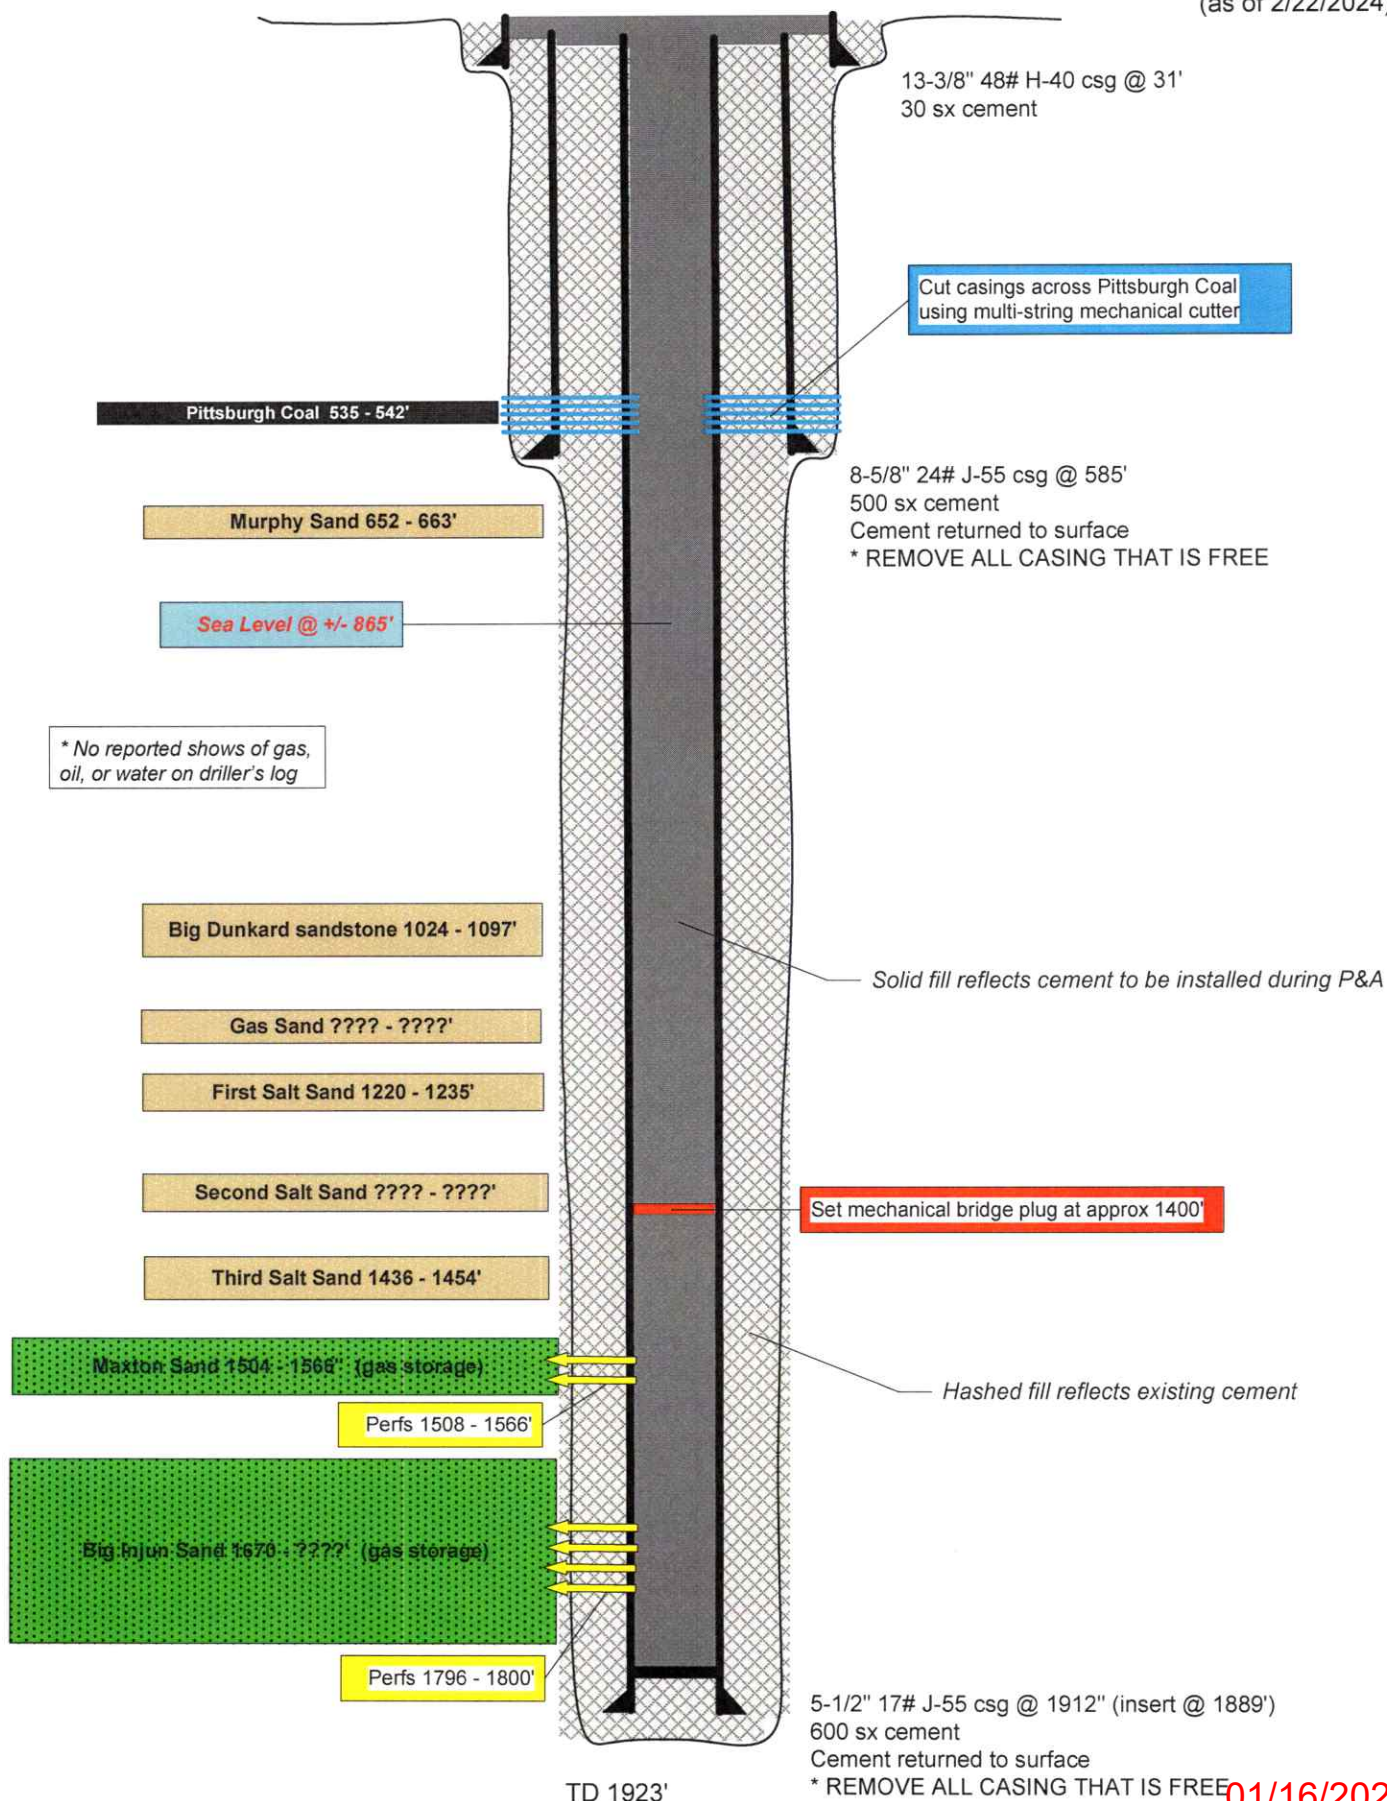 (as of 2/22/2024)
13-3/8" 48# H-40 csg @ 31'
30 sx cement
Cut casings across Pittsburgh Coal
using multi-string mechanical cutter
Pittsburgh Coal 535 - 542'
8-5/8" 24# J-55 csg @ 585'
500 sx cement
Cement returned to surface
* REMOVE ALL CASING THAT IS FREE
Murphy Sand 652 - 663'
Sea Level @ +/- 865'
* No reported shows of gas,
oil, or water on driller's log
Big Dunkard sandstone 1024 - 1097'
Solid fill reflects cement to be installed during P&A
Gas Sand ???? - ????'
First Salt Sand 1220 - 1235'
Second Salt Sand ???? - ????'
Set mechanical bridge plug at approx 1400'
Third Salt Sand 1436 - 1454'
Maxton Sand 1504 - 1566" (gas storage)
Hashed fill reflects existing cement
Perfs 1508 - 1566'
Big Injun Sand 1670 - ????' (gas storage)
Perfs 1796 - 1800'
5-1/2" 17# J-55 csg @ 1912" (insert @ 1889')
600 sx cement
Cement returned to surface
* REMOVE ALL CASING THAT IS FREE
TD 1923'
01/16/202